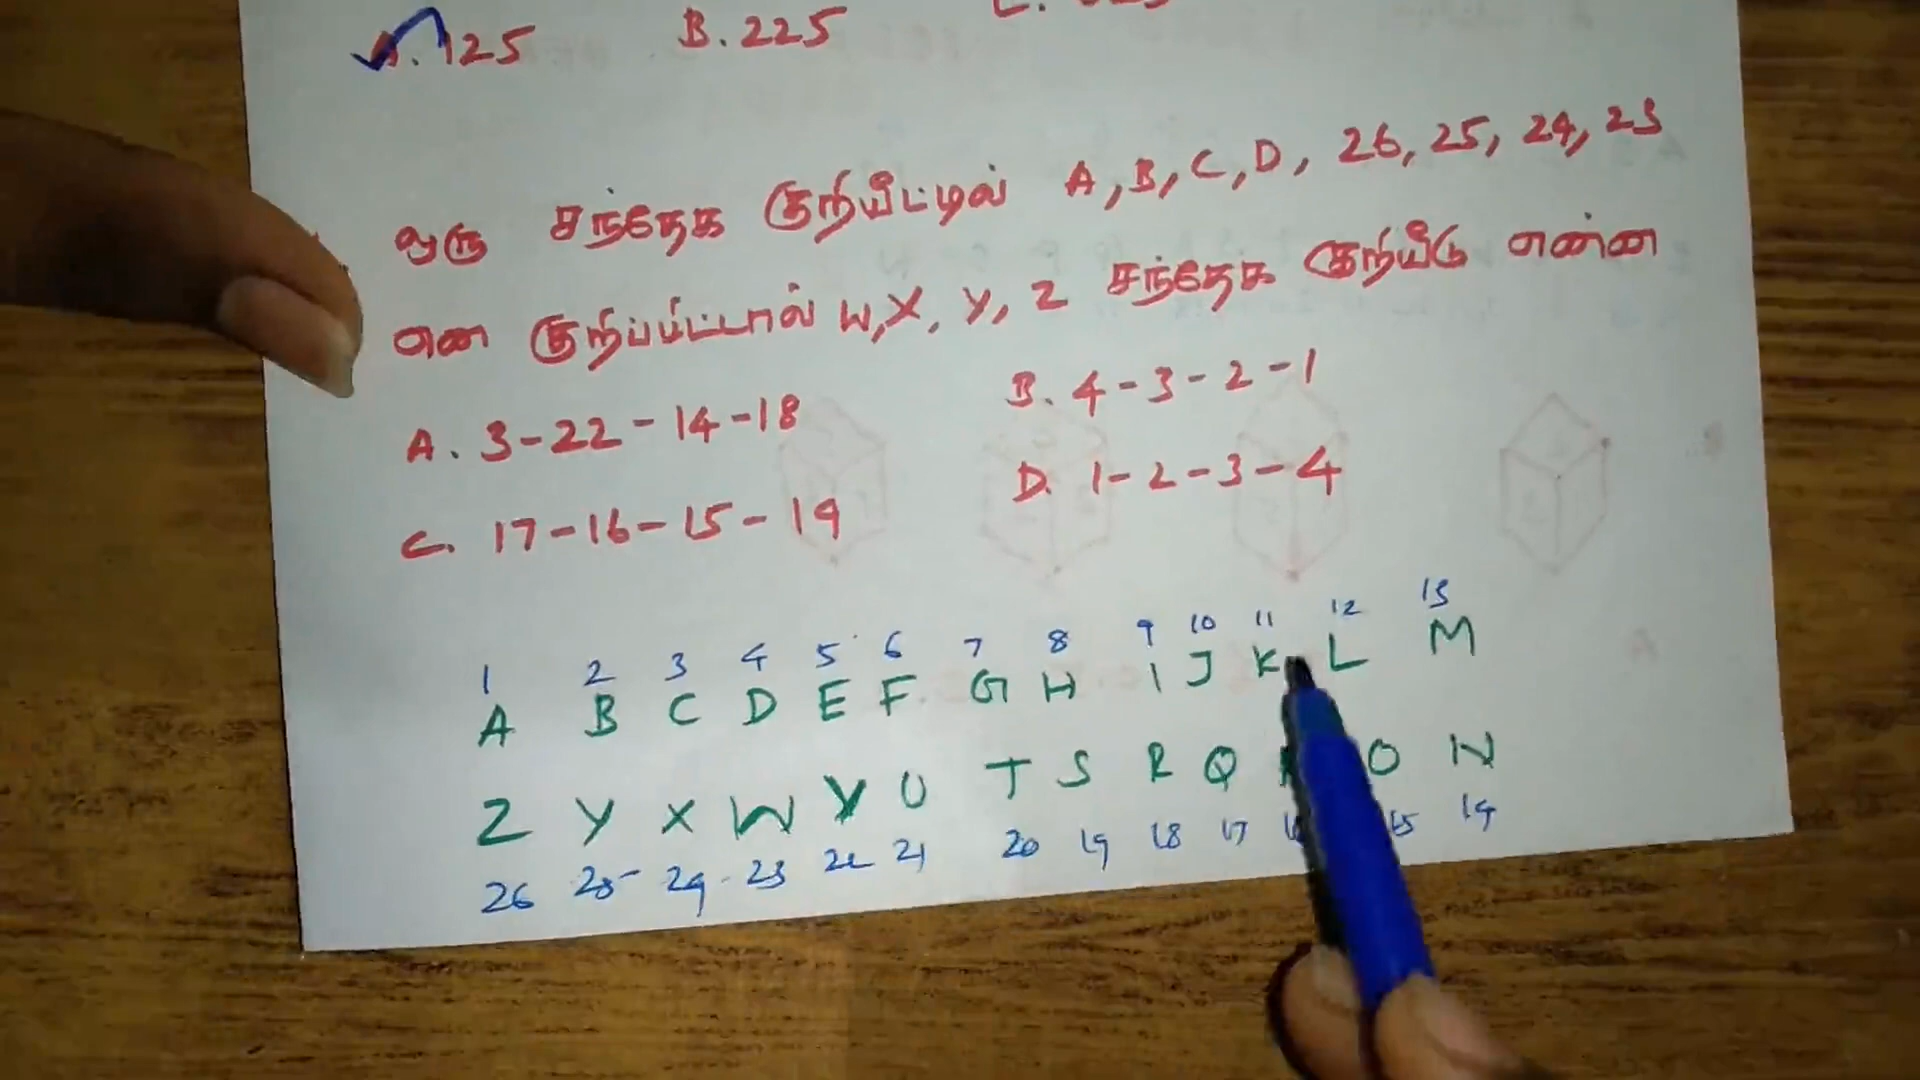 A. 125 B. 225
ஒரு சந்தேக குறியீட்டில் A, B, C, D, 26, 25, 24, 23
என குறிப்பிட்டால் W, X, Y, Z சந்தேக குறியீடு என்ன
A. 3-22-14-18 B. 4-3-2-1
C. 17-16-15-19 D. 1-2-3-4
1 2 3 4 5 6 7 8 9 10 11 12 13
A B C D E F G H I J K L M
Z Y X W V U T S R Q O N
26 25 24 23 22 21 20 19 18 17 16 15 14